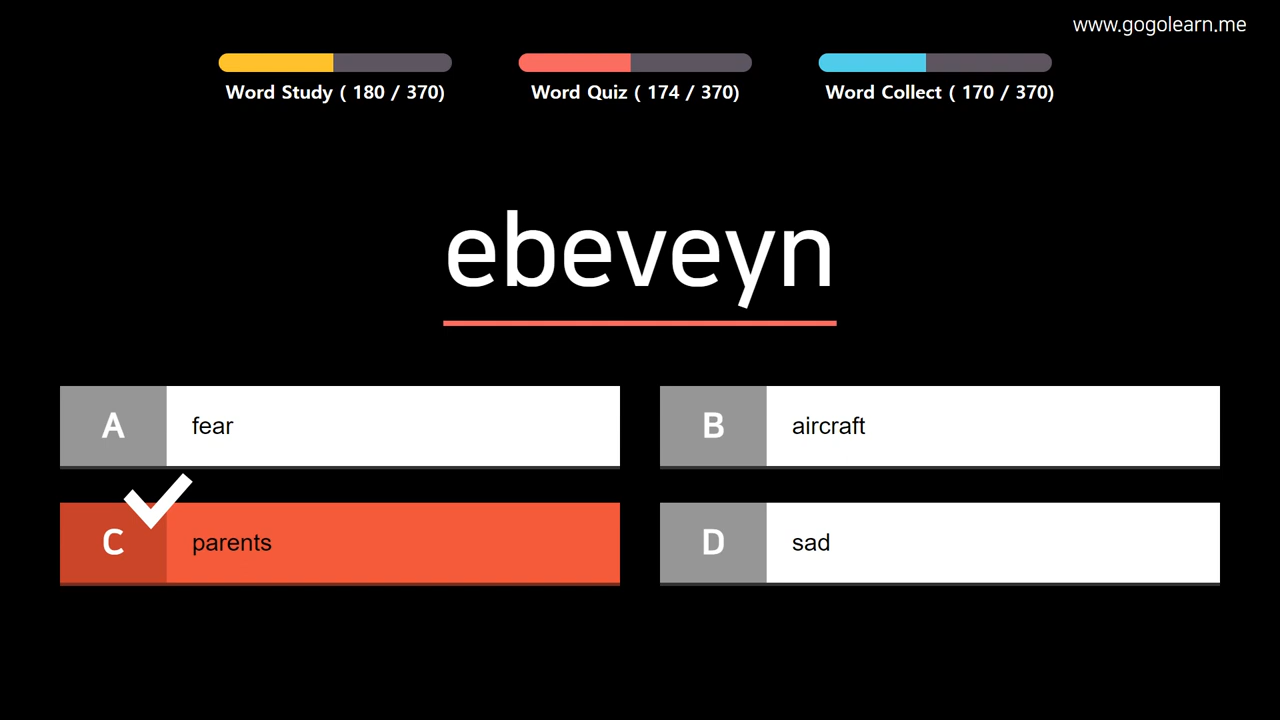 www.gogolearn.me
Word Study ( 180 / 370)
Word Quiz ( 174 / 370)
Word Collect ( 170 / 370)
ebeveyn
A fear
B aircraft
C parents
D sad